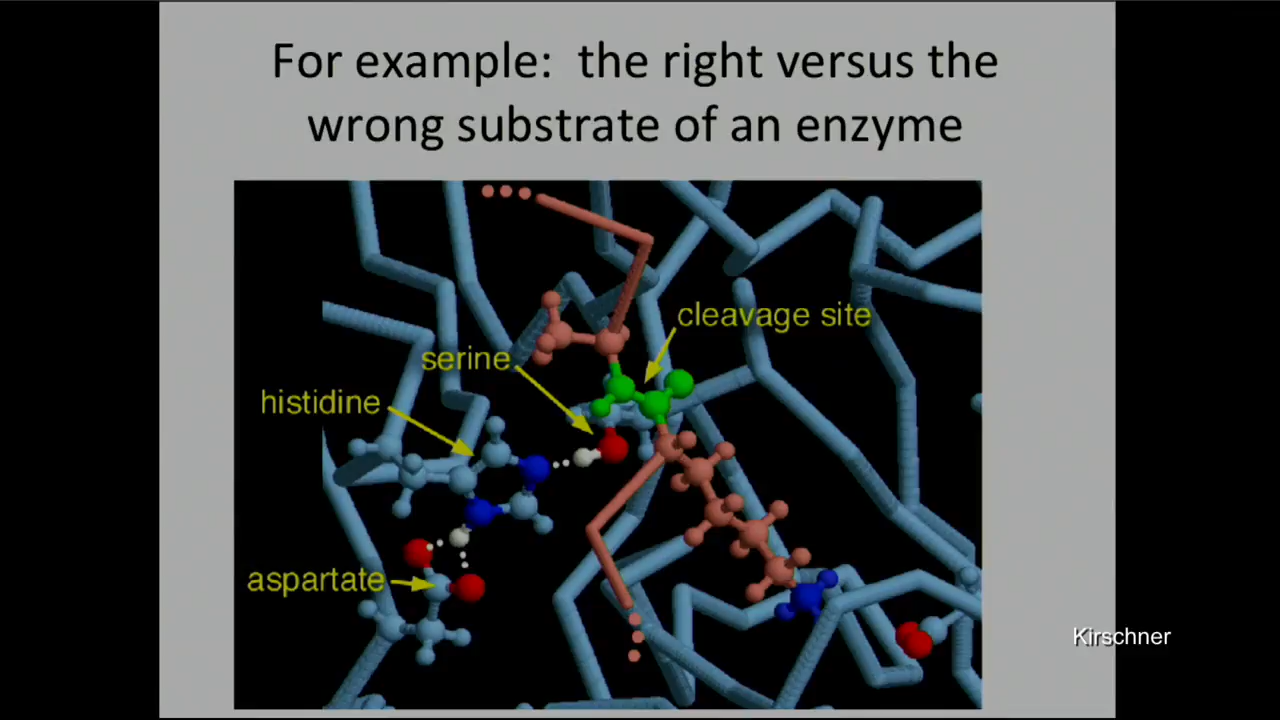 For example: the right versus the
wrong substrate of an enzyme
cleavage site
serine
histidine
aspartate
Kirschner